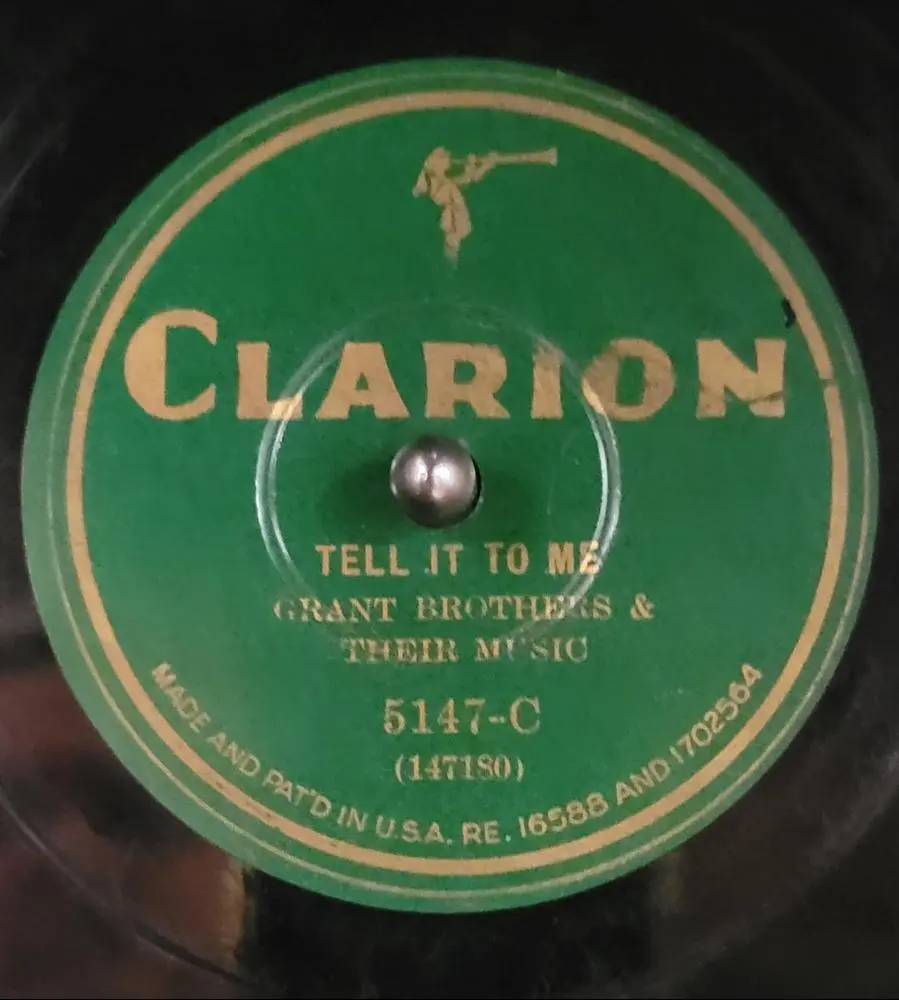 CLARION
TELL IT TO ME
GRANT BROTHERS &
THEIR MUSIC
5147-C
(147180)
MADE AND PAT'D IN U.S.A. RE. 16588 AND 1702564